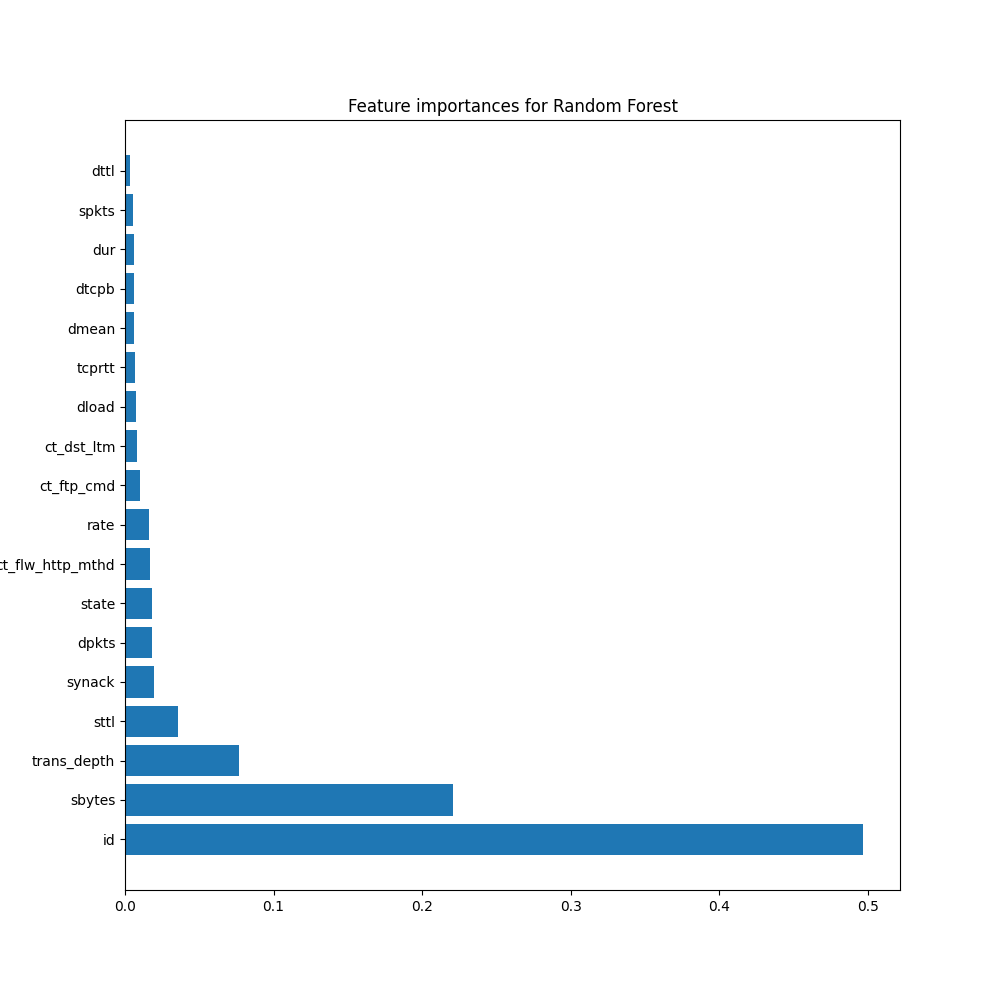 Feature importances for Random Forest
dttl
spkts
dur
dtcpb
dmean
tcprtt
dload
ct_dst_ltm
ct_ftp_cmd
rate
ct_flw_http_mthd
state
dpkts
synack
sttl
trans_depth
sbytes
id
0.0 0.1 0.2 0.3 0.4 0.5